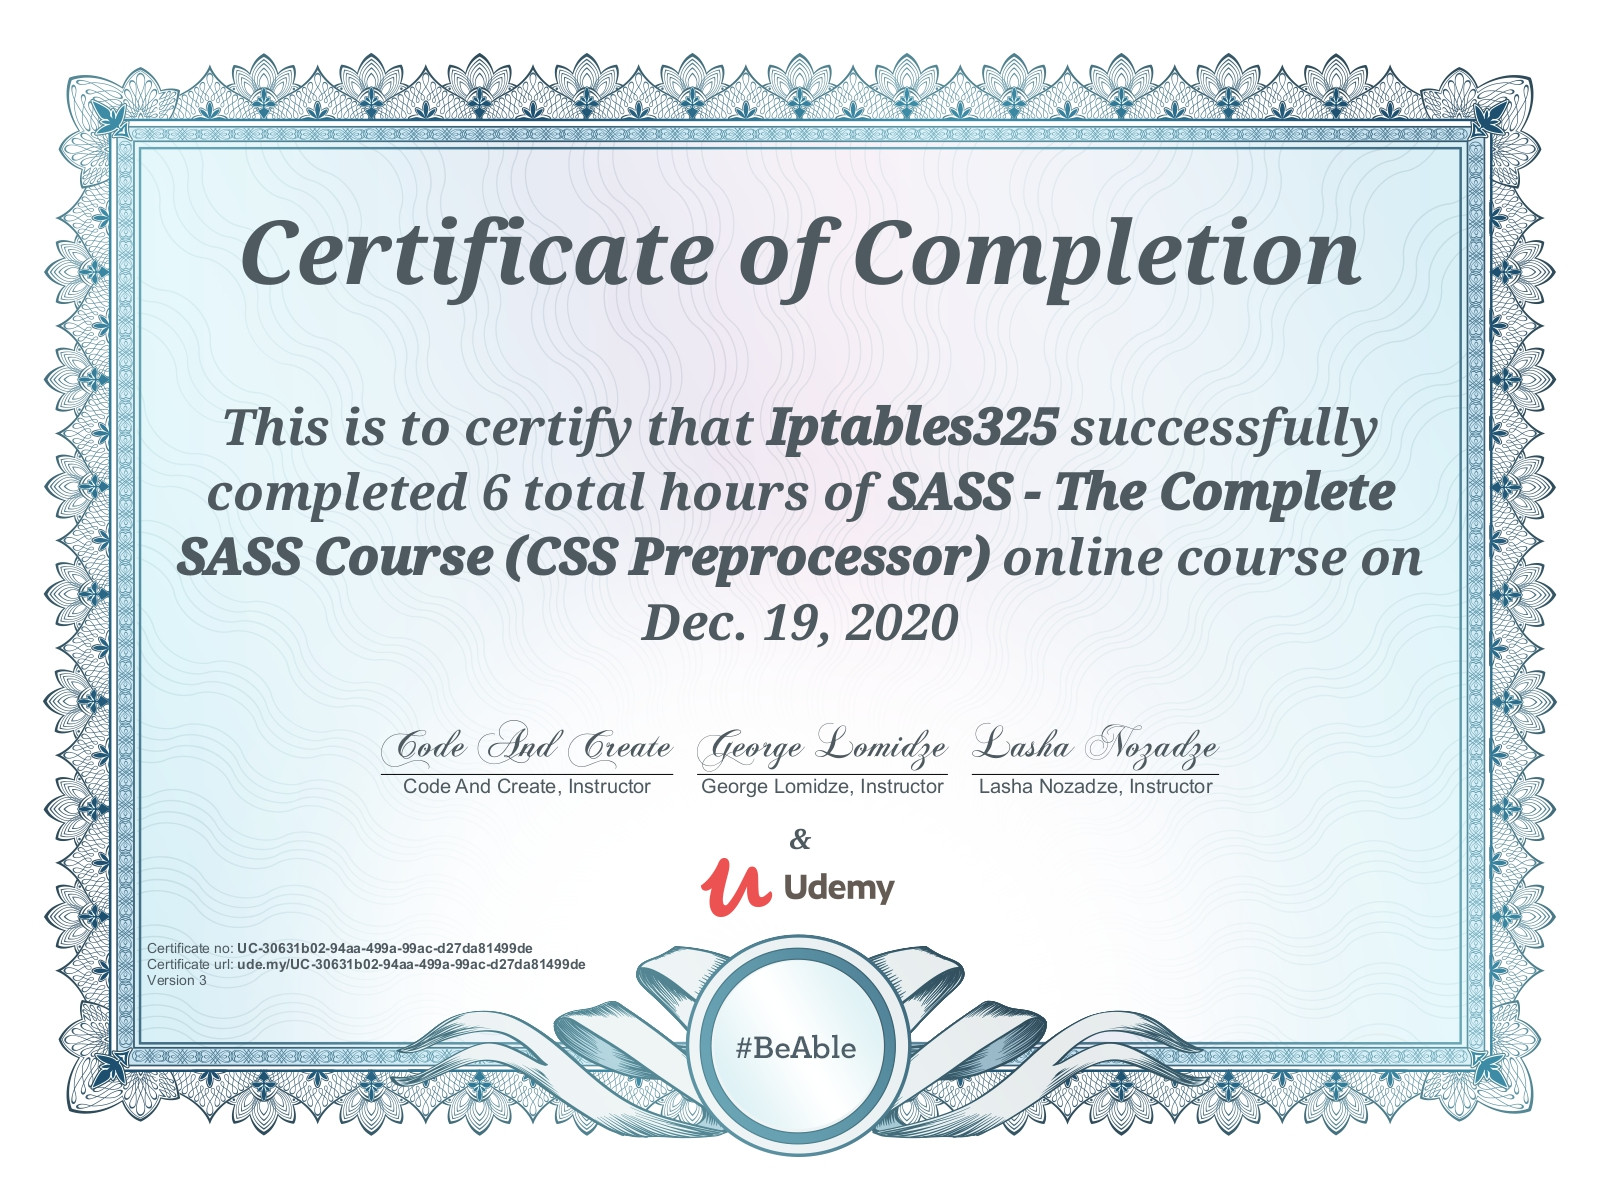 Certificate of Completion
This is to certify that Iptables325 successfully
completed 6 total hours of SASS - The Complete
SASS Course (CSS Preprocessor) online course on
Dec. 19, 2020
Code And Create George Lomidze Lasha Nozadze
Code And Create, Instructor George Lomidze, Instructor Lasha Nozadze, Instructor
&
Udemy
Certificate no: UC-30631b02-94aa-499a-99ac-d27da81499de
Certificate url: ude.my/UC-30631b02-94aa-499a-99ac-d27da81499de
Version 3
#BeAble